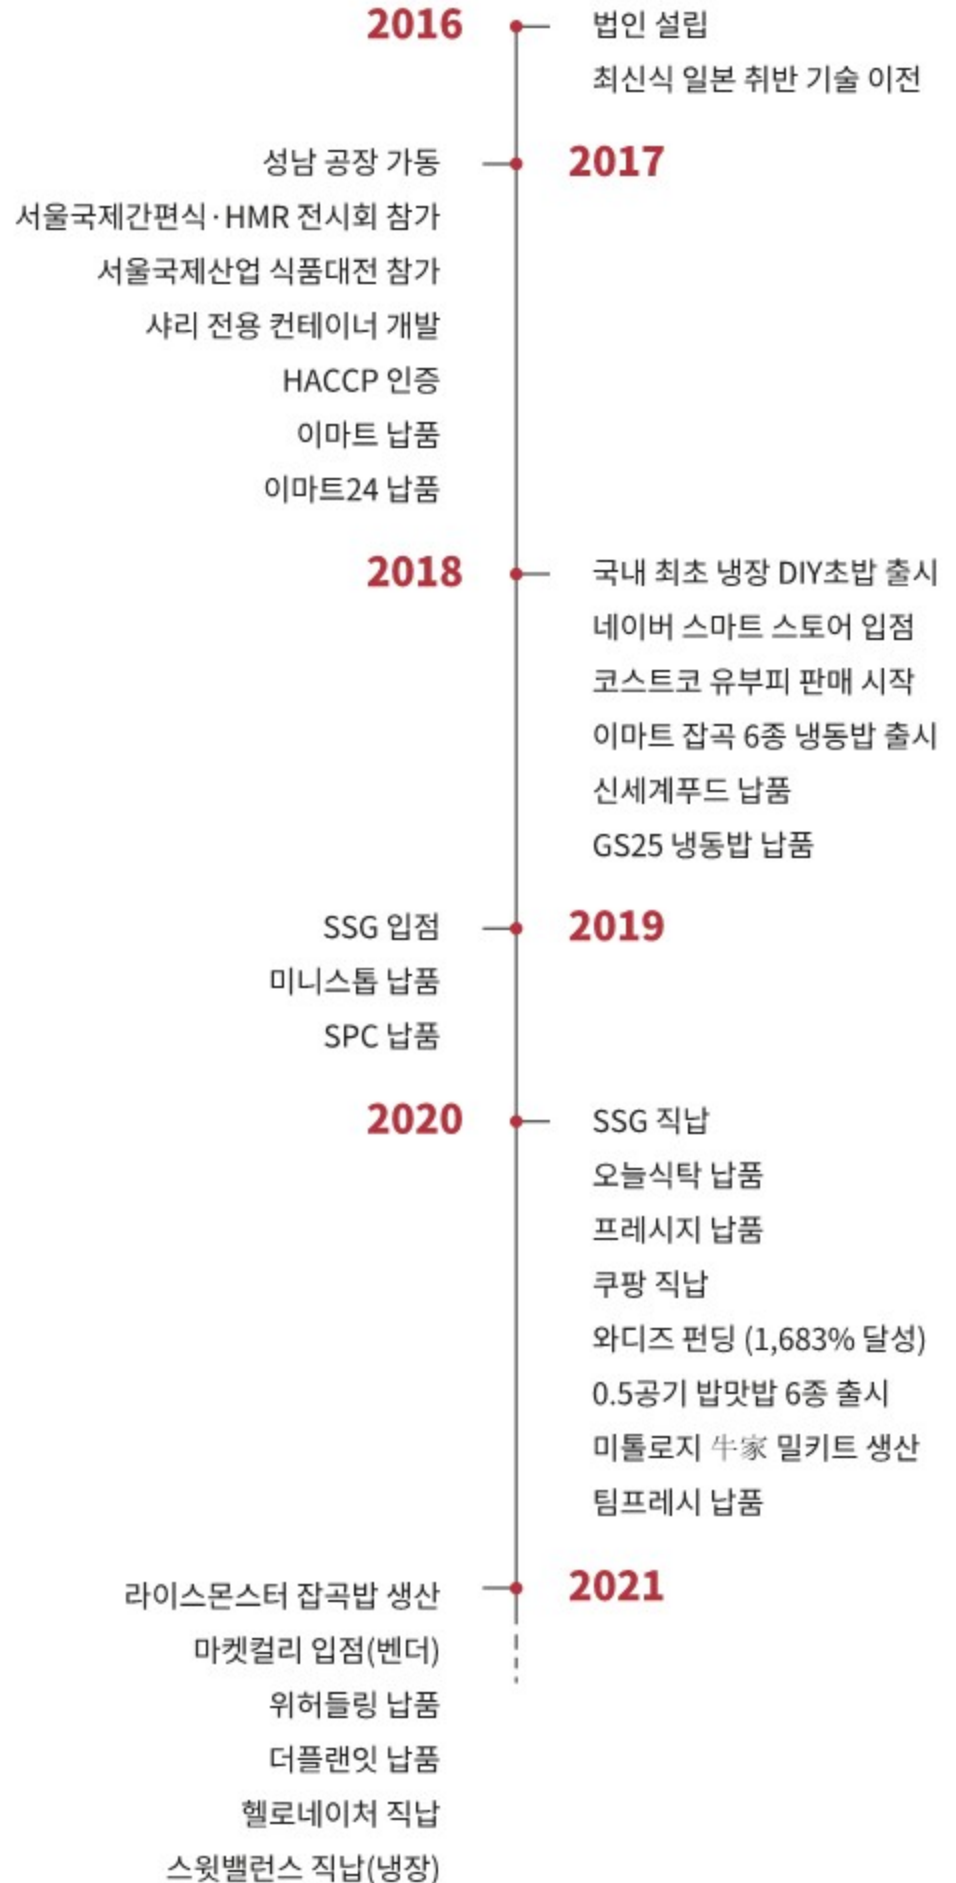 2016
법인 설립
최신식 일본 취반 기술 이전
2017
성남 공장 가동
서울국제간편식·HMR 전시회 참가
서울국제산업 식품대전 참가
샤리 전용 컨테이너 개발
HACCP 인증
이마트 납품
이마트24 납품
2018
국내 최초 냉장 DIY초밥 출시
네이버 스마트 스토어 입점
코스트코 유부피 판매 시작
이마트 잡곡 6종 냉동밥 출시
신세계푸드 납품
GS25 냉동밥 납품
2019
SSG 입점
미니스톱 납품
SPC 납품
2020
SSG 직납
오늘식탁 납품
프레시지 납품
쿠팡 직납
와디즈 펀딩 (1,683% 달성)
0.5공기 밥맛밥 6종 출시
미톨로지 牛家 밀키트 생산
팀프레시 납품
2021
라이스몬스터 잡곡밥 생산
마켓컬리 입점(벤더)
위허들링 납품
더플랜잇 납품
헬로네이처 직납
스윗밸런스 직납(냉장)